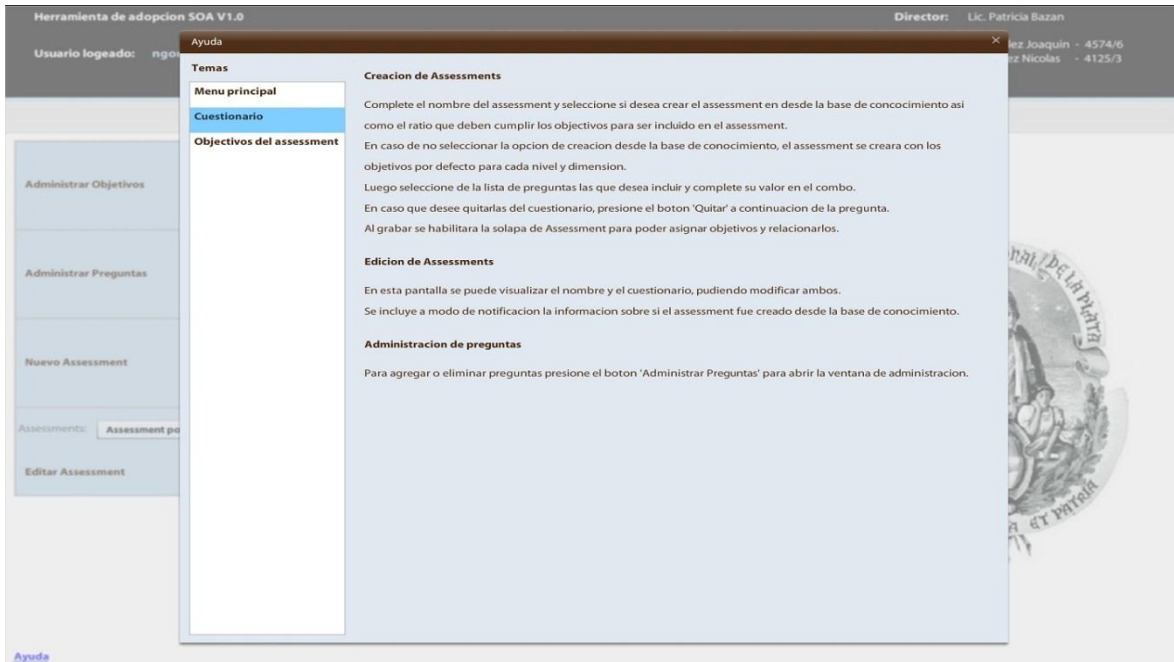 Herramienta de adopcion SOA V1.0
Director: Lic. Patricia Bazan
Usuario logeado:
lez Joaquin - 4574/6
ez Nicolas - 4125/3
Ayuda
Temas
Menu principal
Cuestionario
Objectivos del assessment
Creacion de Assessments
Complete el nombre del assessment y seleccione si desea crear el assessment en desde la base de concocimiento asi
como el ratio que deben cumplir los objectivos para ser incluido en el assessment.
En caso de no seleccionar la opcion de creacion desde la base de conocimiento, el assessment se creara con los
objetivos por defecto para cada nivel y dimension.
Luego seleccione de la lista de preguntas las que desea incluir y complete su valor en el combo.
En caso que desee quitarlas del cuestionario, presione el boton 'Quitar' a continuacion de la pregunta.
Al grabar se habilitara la solapa de Assessment para poder asignar objetivos y relacionarlos.
Edicion de Assessments
En esta pantalla se puede visualizar el nombre y el cuestionario, pudiendo modificar ambos.
Se incluye a modo de notificacion la informacion sobre si el assessment fue creado desde la base de conocimiento.
Administracion de preguntas
Para agregar o eliminar preguntas presione el boton 'Administrar Preguntas' para abrir la ventana de administracion.
Administrar Objetivos
Administrar Preguntas
Nuevo Assessment
Assessments: Assessment po
Editar Assessment
DE LA PLATA
ET PATRIA
Ayuda